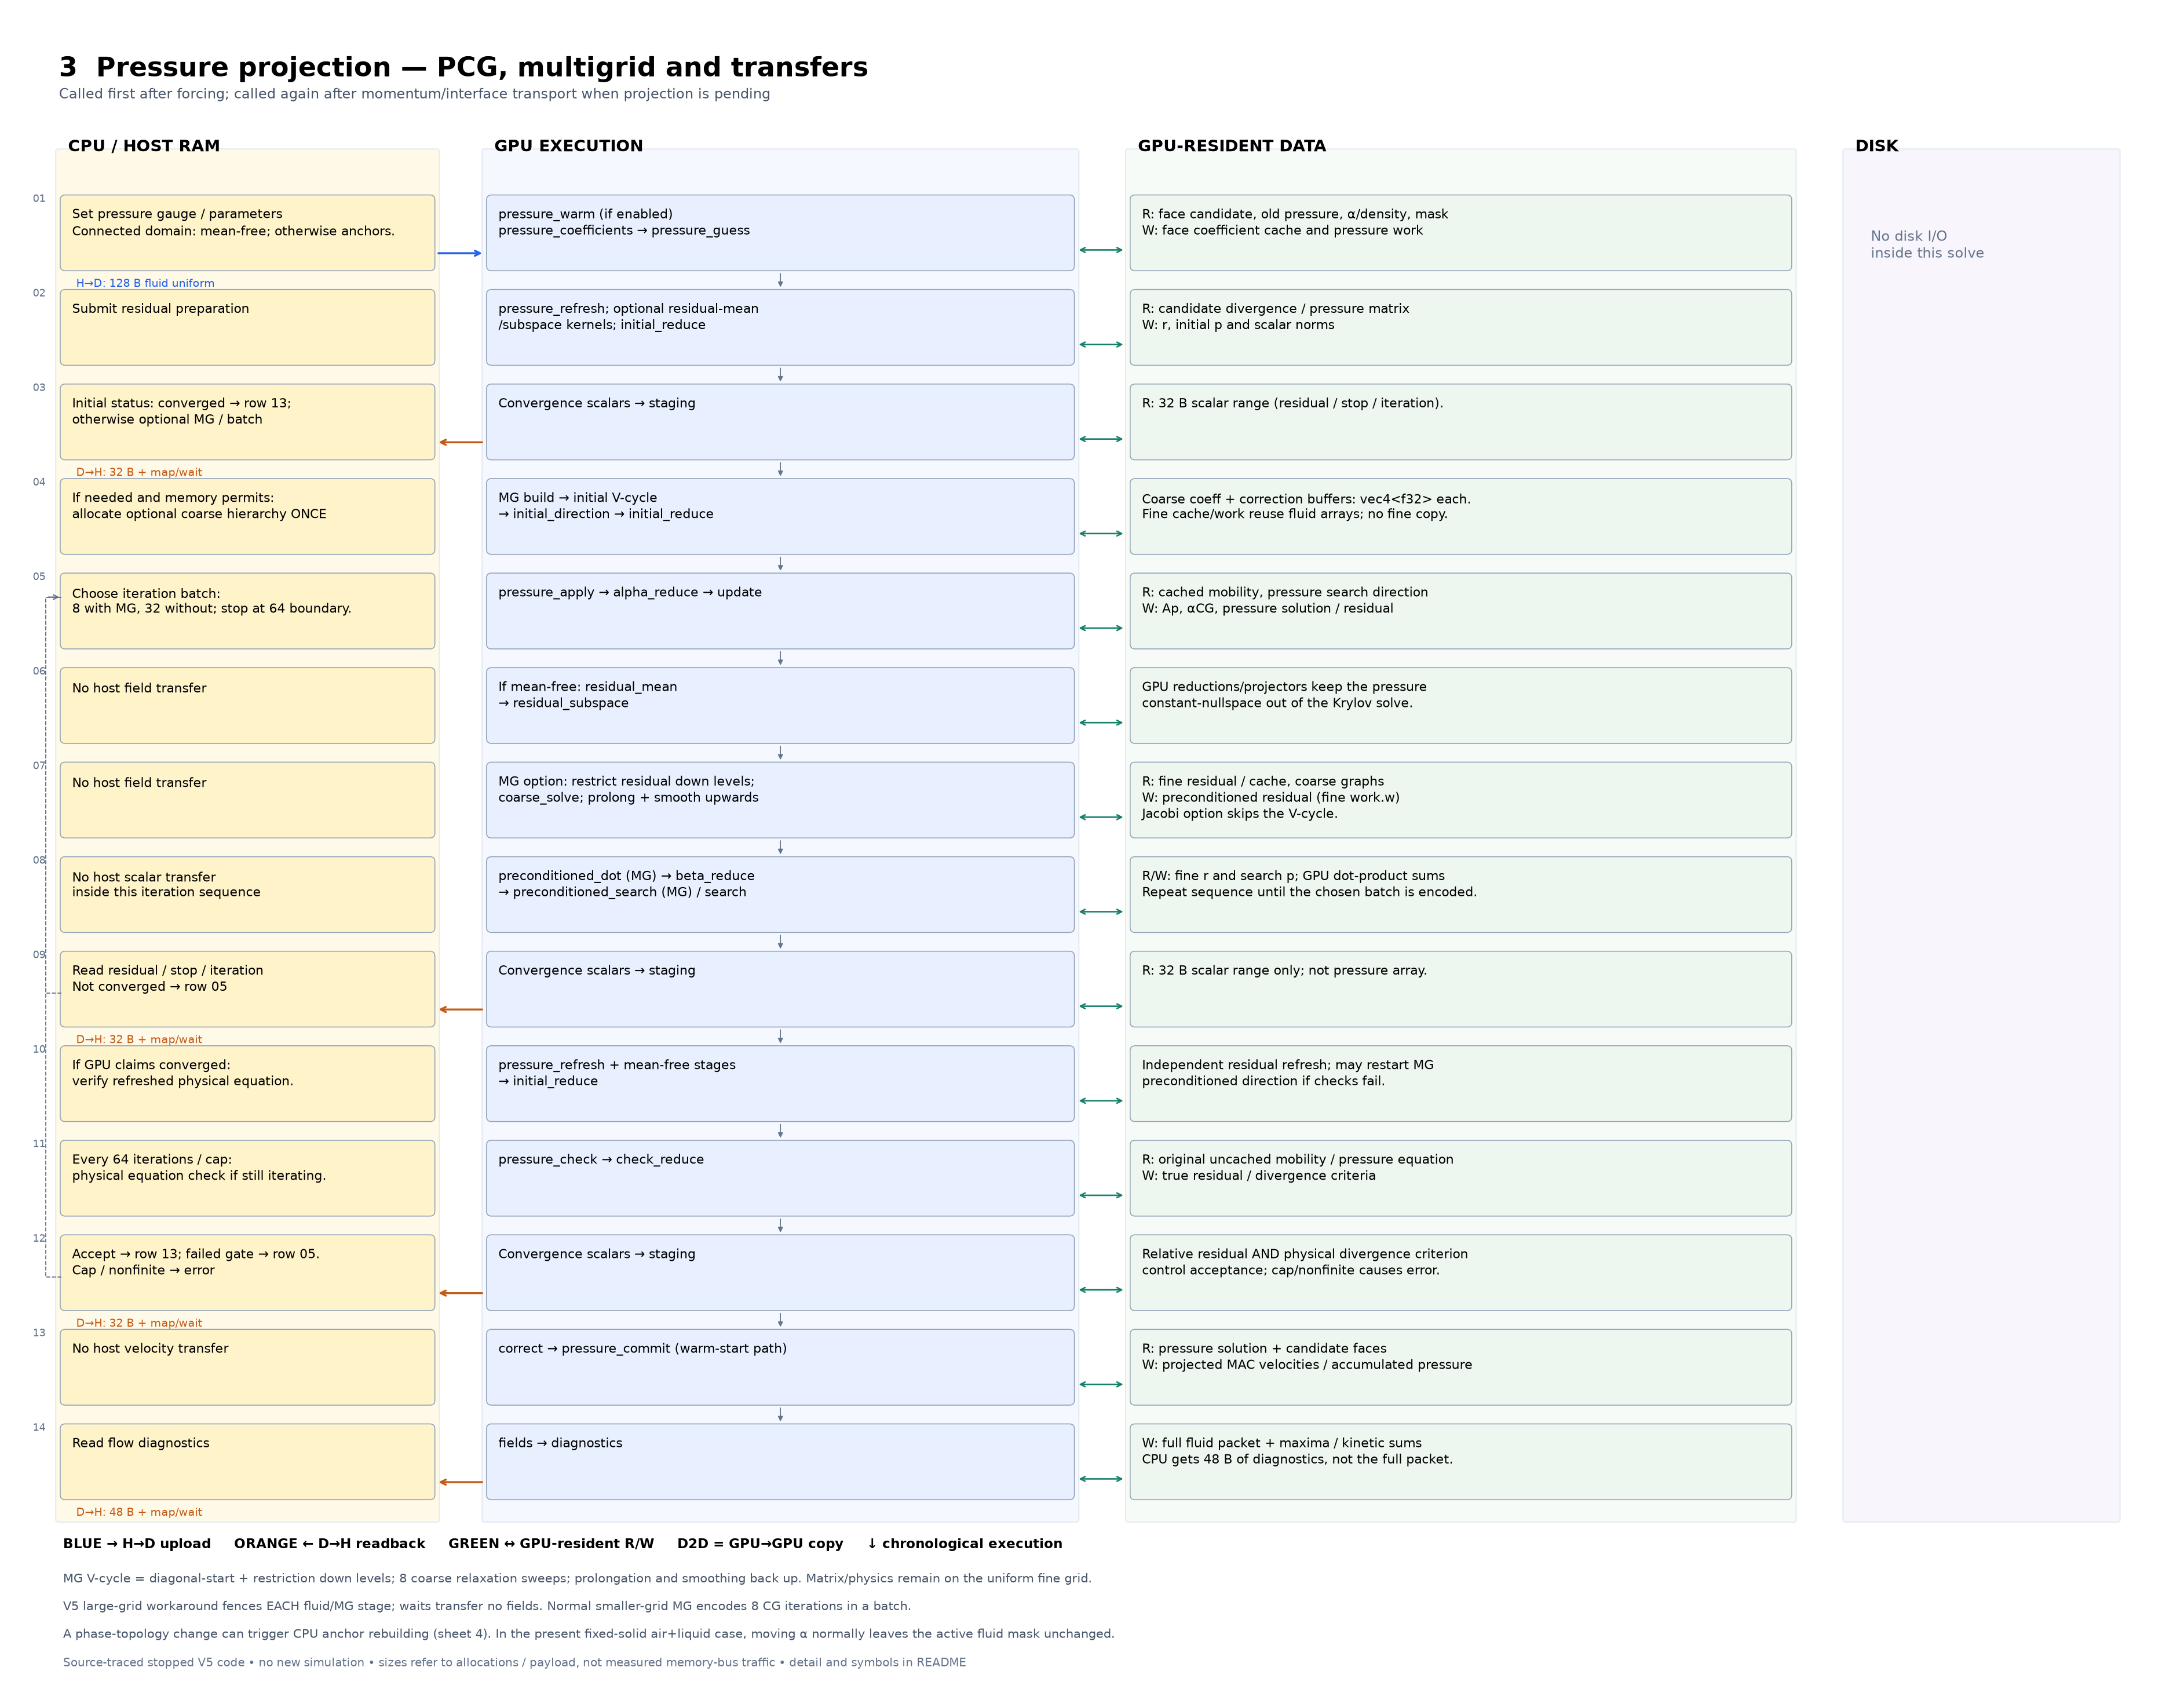 3  Pressure projection — PCG, multigrid and transfers
Called first after forcing; called again after momentum/interface transport when projection is pending
CPU / HOST RAM
GPU EXECUTION
GPU-RESIDENT DATA
DISK
01
Set pressure gauge / parameters
Connected domain: mean-free; otherwise anchors.
H→D: 128 B fluid uniform
pressure_warm (if enabled)
pressure_coefficients → pressure_guess
R: face candidate, old pressure, α/density, mask
W: face coefficient cache and pressure work
No disk I/O
inside this solve
02
Submit residual preparation
pressure_refresh; optional residual-mean
/subspace kernels; initial_reduce
R: candidate divergence / pressure matrix
W: r, initial p and scalar norms
03
Initial status: converged → row 13;
otherwise optional MG / batch
D→H: 32 B + map/wait
Convergence scalars → staging
R: 32 B scalar range (residual / stop / iteration).
04
If needed and memory permits:
allocate optional coarse hierarchy ONCE
MG build → initial V-cycle
→ initial_direction → initial_reduce
Coarse coeff + correction buffers: vec4<f32> each.
Fine cache/work reuse fluid arrays; no fine copy.
05
Choose iteration batch:
8 with MG, 32 without; stop at 64 boundary.
pressure_apply → alpha_reduce → update
R: cached mobility, pressure search direction
W: Ap, αCG, pressure solution / residual
06
No host field transfer
If mean-free: residual_mean
→ residual_subspace
GPU reductions/projectors keep the pressure
constant-nullspace out of the Krylov solve.
07
No host field transfer
MG option: restrict residual down levels;
coarse_solve; prolong + smooth upwards
R: fine residual / cache, coarse graphs
W: preconditioned residual (fine work.w)
Jacobi option skips the V-cycle.
08
No host scalar transfer
inside this iteration sequence
preconditioned_dot (MG) → beta_reduce
→ preconditioned_search (MG) / search
R/W: fine r and search p; GPU dot-product sums
Repeat sequence until the chosen batch is encoded.
09
Read residual / stop / iteration
Not converged → row 05
D→H: 32 B + map/wait
Convergence scalars → staging
R: 32 B scalar range only; not pressure array.
10
If GPU claims converged:
verify refreshed physical equation.
pressure_refresh + mean-free stages
→ initial_reduce
Independent residual refresh; may restart MG
preconditioned direction if checks fail.
11
Every 64 iterations / cap:
physical equation check if still iterating.
pressure_check → check_reduce
R: original uncached mobility / pressure equation
W: true residual / divergence criteria
12
Accept → row 13; failed gate → row 05.
Cap / nonfinite → error
D→H: 32 B + map/wait
Convergence scalars → staging
Relative residual AND physical divergence criterion
control acceptance; cap/nonfinite causes error.
13
No host velocity transfer
correct → pressure_commit (warm-start path)
R: pressure solution + candidate faces
W: projected MAC velocities / accumulated pressure
14
Read flow diagnostics
D→H: 48 B + map/wait
fields → diagnostics
W: full fluid packet + maxima / kinetic sums
CPU gets 48 B of diagnostics, not the full packet.
BLUE → H→D upload     ORANGE ← D→H readback     GREEN ↔ GPU-resident R/W     D2D = GPU→GPU copy     ↓ chronological execution
MG V-cycle = diagonal-start + restriction down levels; 8 coarse relaxation sweeps; prolongation and smoothing back up. Matrix/physics remain on the uniform fine grid.
V5 large-grid workaround fences EACH fluid/MG stage; waits transfer no fields. Normal smaller-grid MG encodes 8 CG iterations in a batch.
A phase-topology change can trigger CPU anchor rebuilding (sheet 4). In the present fixed-solid air+liquid case, moving α normally leaves the active fluid mask unchanged.
Source-traced stopped V5 code • no new simulation • sizes refer to allocations / payload, not measured memory-bus traffic • detail and symbols in README